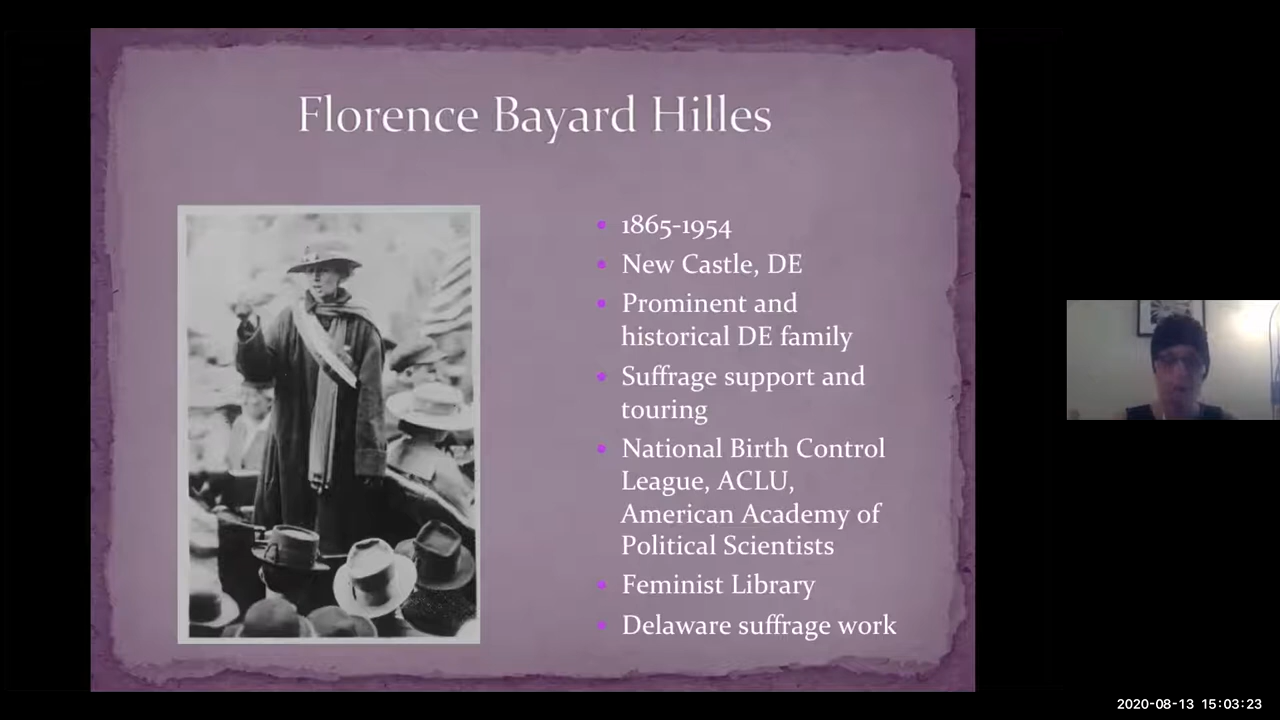 Florence Bayard Hilles
1865-1954
New Castle, DE
Prominent and
historical DE family
Suffrage support and
touring
National Birth Control
League, ACLU,
American Academy of
Political Scientists
Feminist Library
Delaware suffrage work
2020-08-13 15:03:23